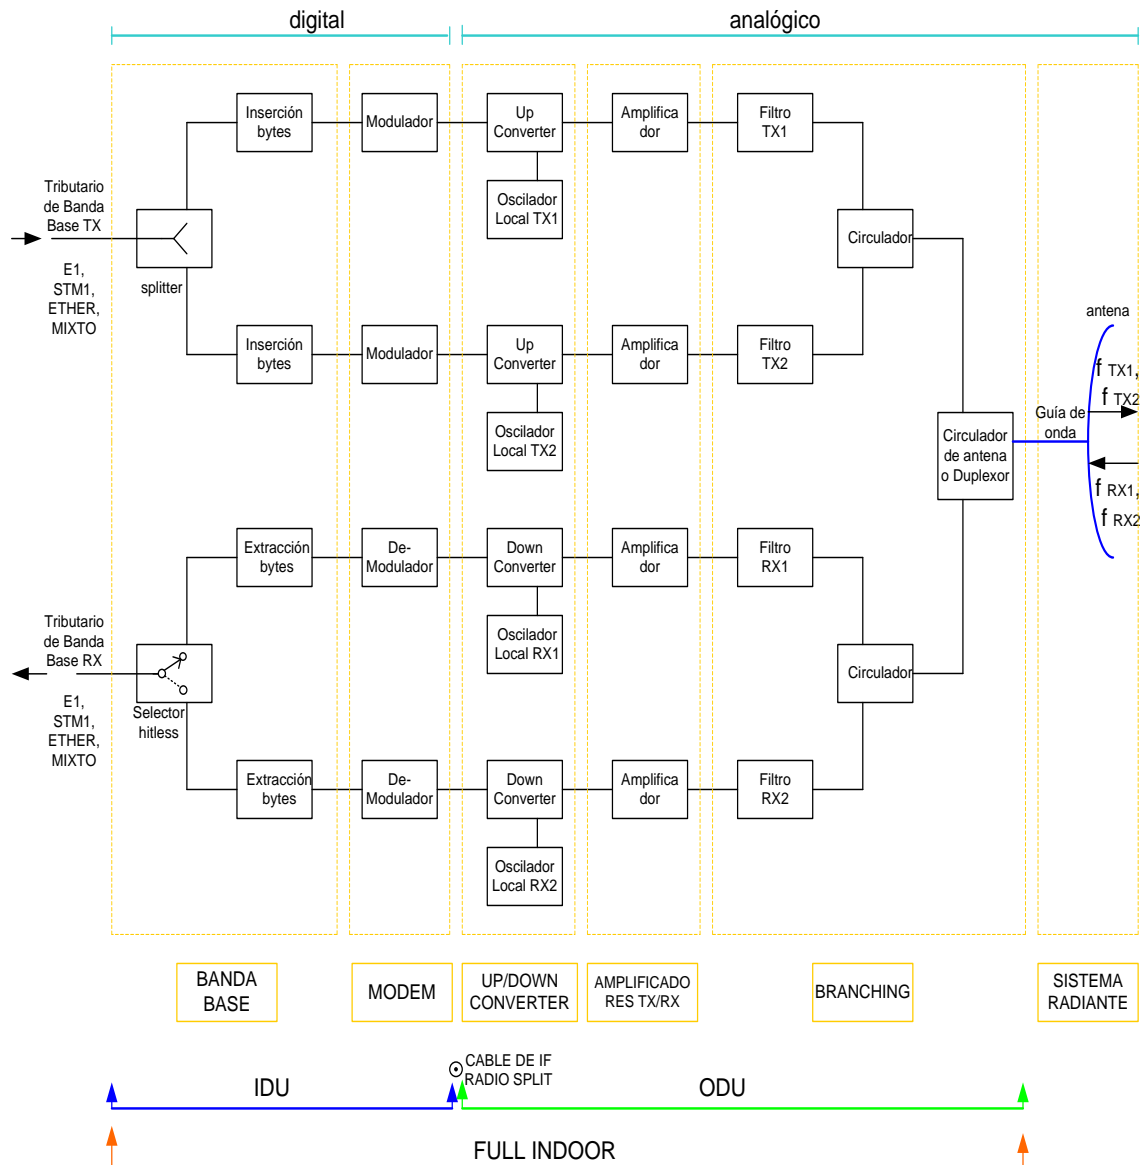 digital
analógico
Inserción
bytes
Modulador
Up
Converter
Amplifica
dor
Filtro
TX1
Oscilador
Local TX1
Tributario
de Banda
Base TX
E1,
STM1,
ETHER,
MIXTO
splitter
Circulador
Inserción
bytes
Modulador
Up
Converter
Amplifica
dor
Filtro
TX2
Oscilador
Local TX2
antena
f TX1,
f TX2
Guía de
onda
Circulador
de antena
o Duplexor
f RX1,
f RX2
Extracción
bytes
De-
Modulador
Down
Converter
Amplifica
dor
Filtro
RX1
Oscilador
Local RX1
Tributario
de Banda
Base RX
E1,
STM1,
ETHER,
MIXTO
Selector
hitless
Circulador
Extracción
bytes
De-
Modulador
Down
Converter
Amplifica
dor
Filtro
RX2
Oscilador
Local RX2
BANDA
BASE
MODEM
UP/DOWN
CONVERTER
AMPLIFICADO
RES TX/RX
BRANCHING
SISTEMA
RADIANTE
CABLE DE IF
RADIO SPLIT
IDU
ODU
FULL INDOOR